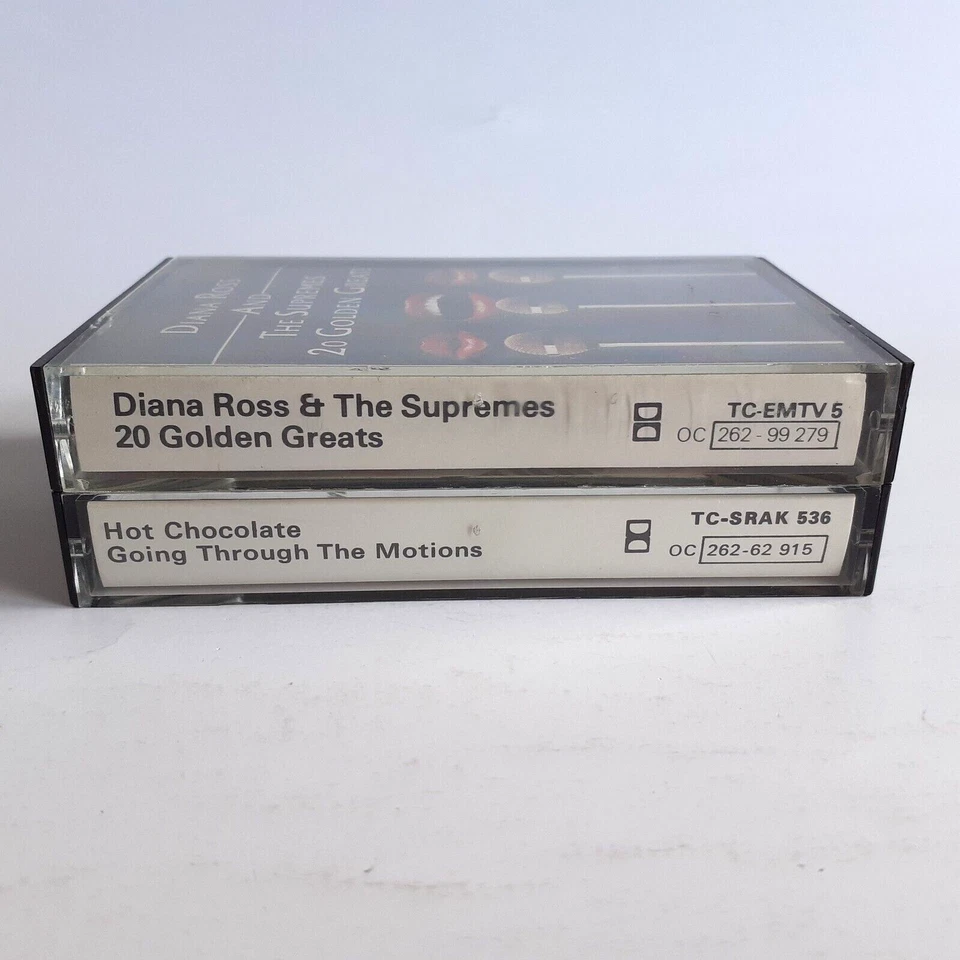 DIANA ROSS
AND
THE SUPREMES
20 GOLDEN GREATS
Diana Ross & The Supremes
20 Golden Greats
TC-EMTV 5
OC 262-99 279
Hot Chocolate
Going Through The Motions
TC-SRAK 536
OC 262-62 915